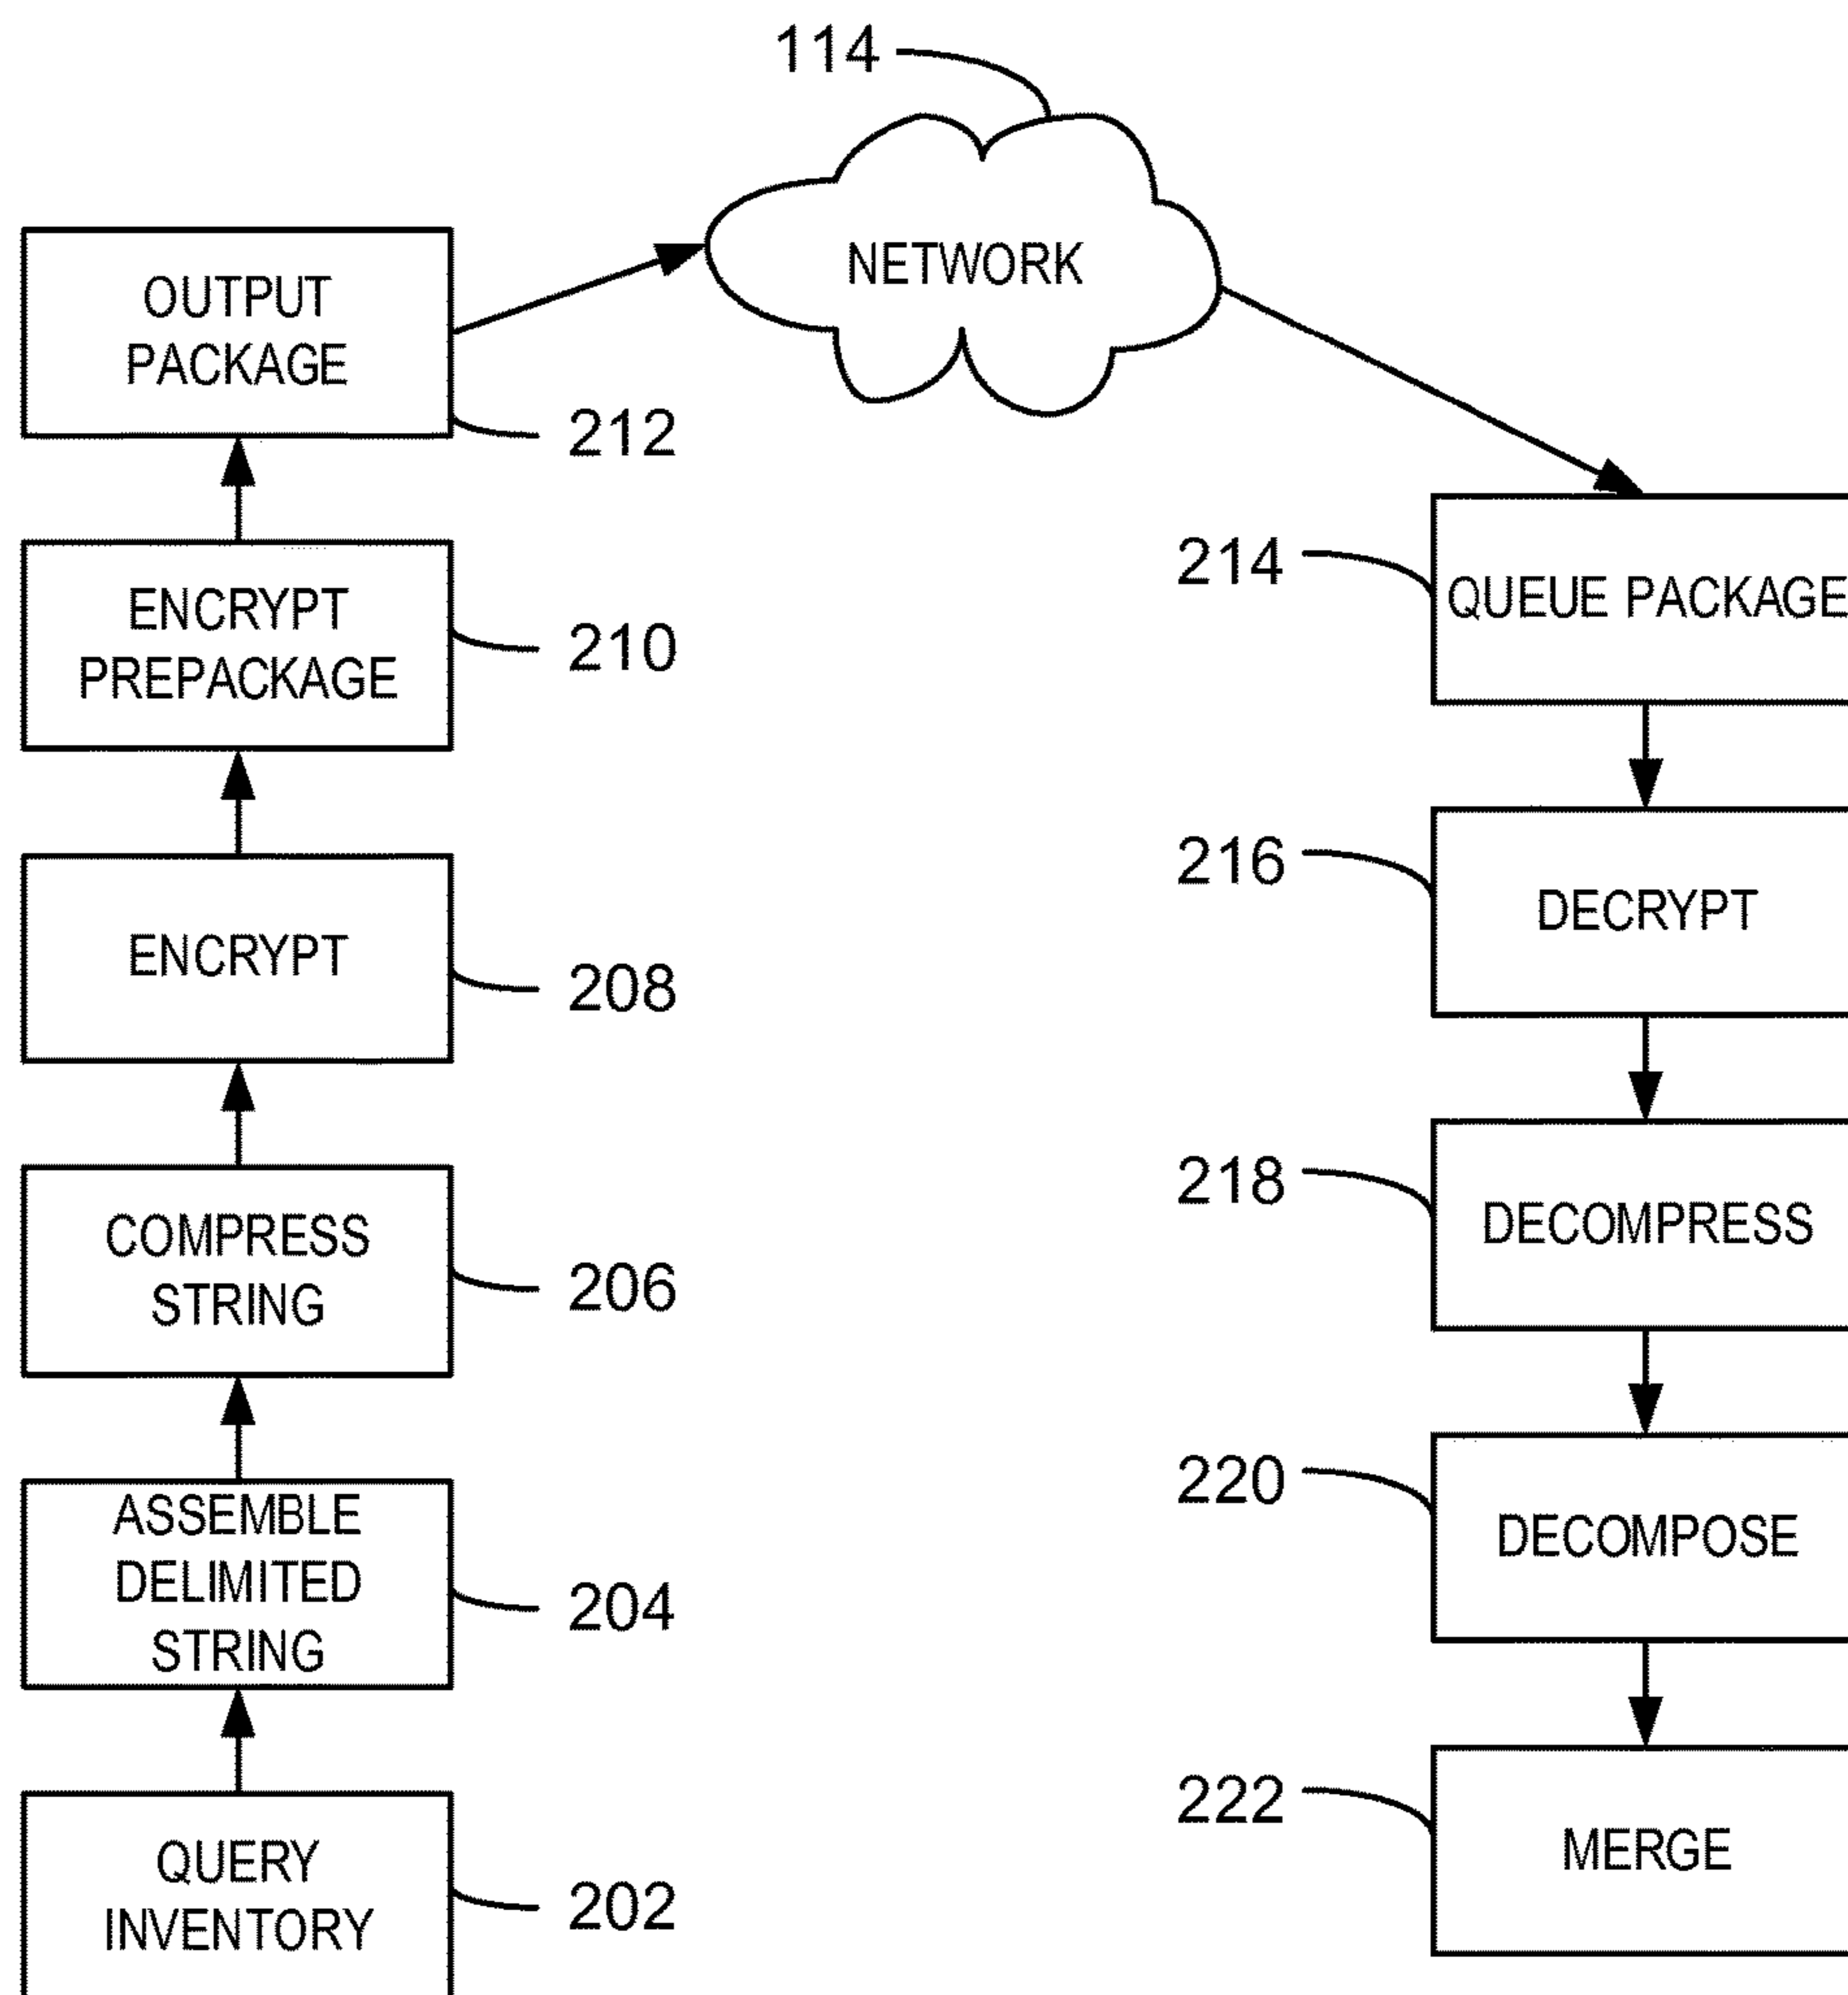 114
NETWORK
OUTPUT
PACKAGE
212
ENCRYPT
PREPACKAGE
210
ENCRYPT
208
COMPRESS
STRING
206
ASSEMBLE
DELIMITED
STRING
204
QUERY
INVENTORY
202
214
QUEUE PACKAGE
216
DECRYPT
218
DECOMPRESS
220
DECOMPOSE
222
MERGE